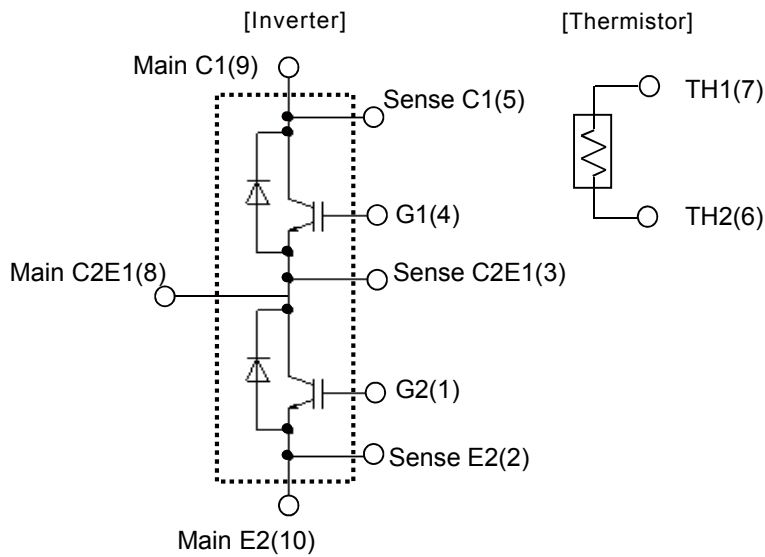 [Inverter]
[Thermistor]
Main C1(9)
Sense C1(5)
TH1(7)
G1(4)
TH2(6)
Main C2E1(8)
Sense C2E1(3)
G2(1)
Sense E2(2)
Main E2(10)